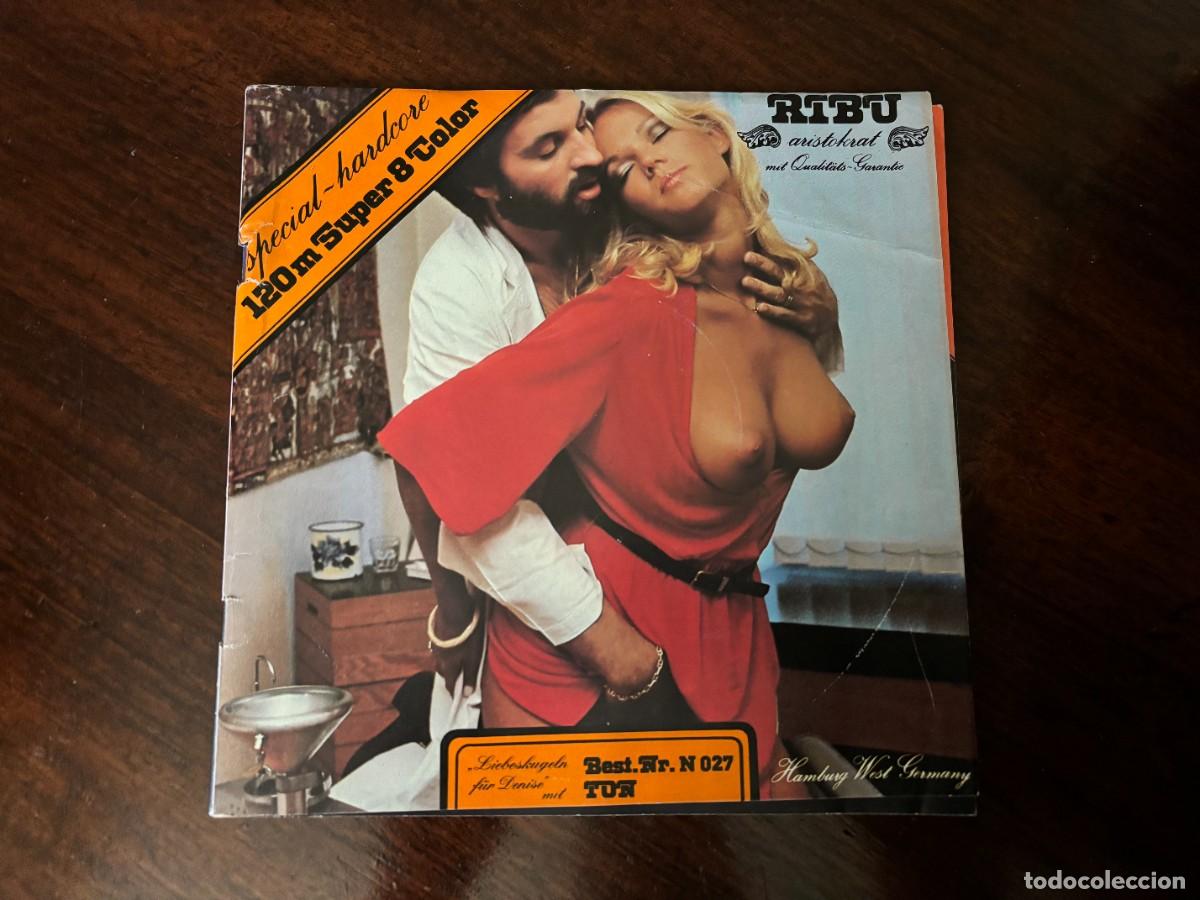 special-hardcore
120m Super 8 Color
RIBU
aristokrat
mit Qualitäts-Garantie
„Liebeskugeln
für Denise"
mit
Best.Nr. N 027
TON
Hamburg West Germany
todocoleccion